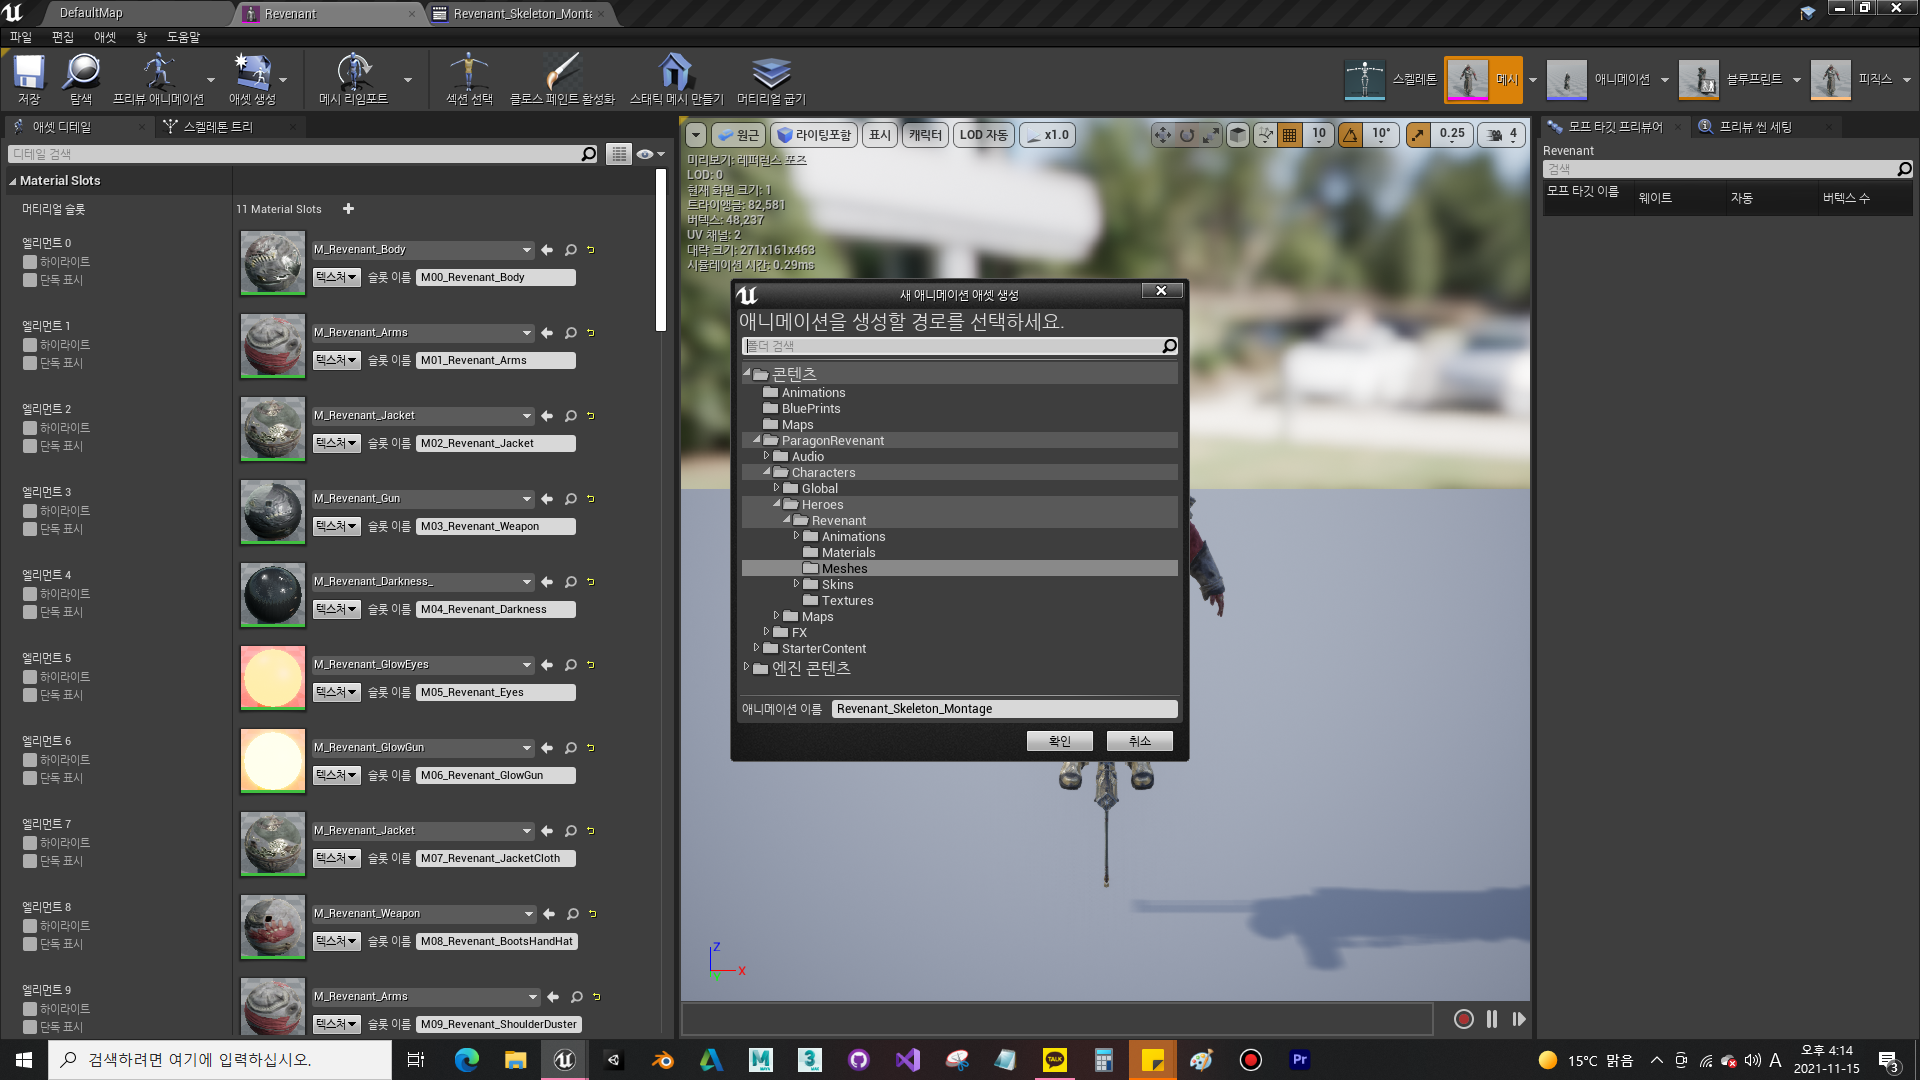 DefaultMap
Revenant
Revenant_Skeleton_Monta
파일 편집 애셋 창 도움말
저장
탐색
프리뷰 애니메이션
애셋 생성
메시 리임포트
섹션 선택
클로스 페인트 활성화
스태틱 메시 만들기
머티리얼 굽기
스켈레톤
메시
애니메이션
블루프린트
피직스
애셋 디테일
스켈레톤 트리
디테일 검색
Material Slots
머티리얼 슬롯
11 Material Slots
엘리먼트 0
하이라이트
단독 표시
M_Revenant_Body
텍스처
슬롯 이름
M00_Revenant_Body
엘리먼트 1
하이라이트
단독 표시
M_Revenant_Arms
텍스처
슬롯 이름
M01_Revenant_Arms
엘리먼트 2
하이라이트
단독 표시
M_Revenant_Jacket
텍스처
슬롯 이름
M02_Revenant_Jacket
엘리먼트 3
하이라이트
단독 표시
M_Revenant_Gun
텍스처
슬롯 이름
M03_Revenant_Weapon
엘리먼트 4
하이라이트
단독 표시
M_Revenant_Darkness_
텍스처
슬롯 이름
M04_Revenant_Darkness
엘리먼트 5
하이라이트
단독 표시
M_Revenant_GlowEyes
텍스처
슬롯 이름
M05_Revenant_Eyes
엘리먼트 6
하이라이트
단독 표시
M_Revenant_GlowGun
텍스처
슬롯 이름
M06_Revenant_GlowGun
엘리먼트 7
하이라이트
단독 표시
M_Revenant_Jacket
텍스처
슬롯 이름
M07_Revenant_JacketCloth
엘리먼트 8
하이라이트
단독 표시
M_Revenant_Weapon
텍스처
슬롯 이름
M08_Revenant_BootsHandHat
엘리먼트 9
하이라이트
단독 표시
M_Revenant_Arms
텍스처
슬롯 이름
M09_Revenant_ShoulderDuster
원근
라이팅포함
표시
캐릭터
LOD 자동
x1.0
10
10°
0.25
4
미리보기: 레퍼런스 포즈
LOD: 0
현재 화면 크기: 1
트라이앵글: 82,581
버텍스: 48,237
UV 채널: 2
대략 크기: 271x161x463
시뮬레이션 시간: 0.29ms
새 애니메이션 애셋 생성
애니메이션을 생성할 경로를 선택하세요.
폴더 검색
콘텐츠
Animations
BluePrints
Maps
ParagonRevenant
Audio
Characters
Global
Heroes
Revenant
Animations
Materials
Meshes
Skins
Textures
Maps
FX
StarterContent
엔진 콘텐츠
애니메이션 이름
Revenant_Skeleton_Montage
확인
취소
Z
X
모프 타깃 프리뷰어
프리뷰 씬 세팅
Revenant
검색
모프 타깃 이름
웨이트
자동
버텍스 수
검색하려면 여기에 입력하십시오.
TALK
Pr
15°C 맑음
A
오후 4:14
2021-11-15
3